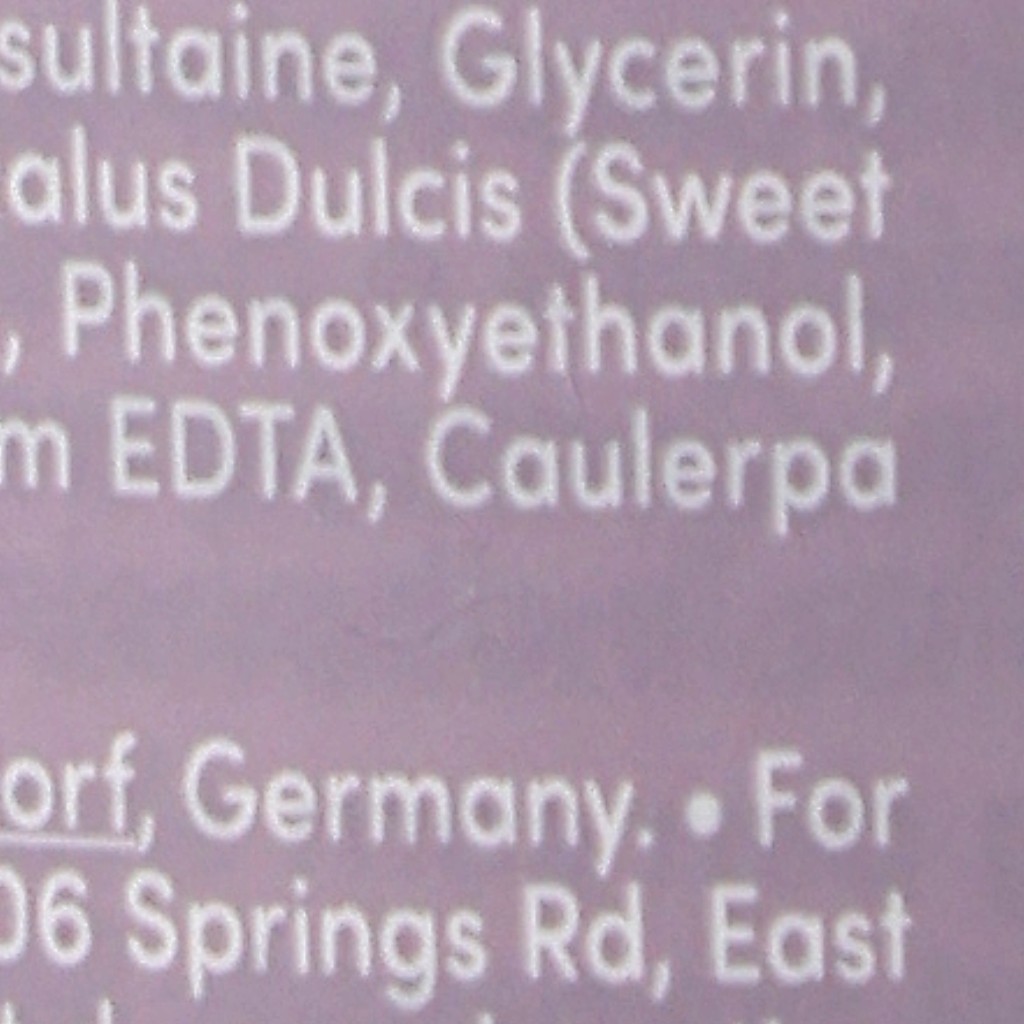 sultaine, Glycerin,
alus Dulcis (Sweet
, Phenoxyethanol,
m EDTA, Caulerpa
orf, Germany. • For
06 Springs Rd, East